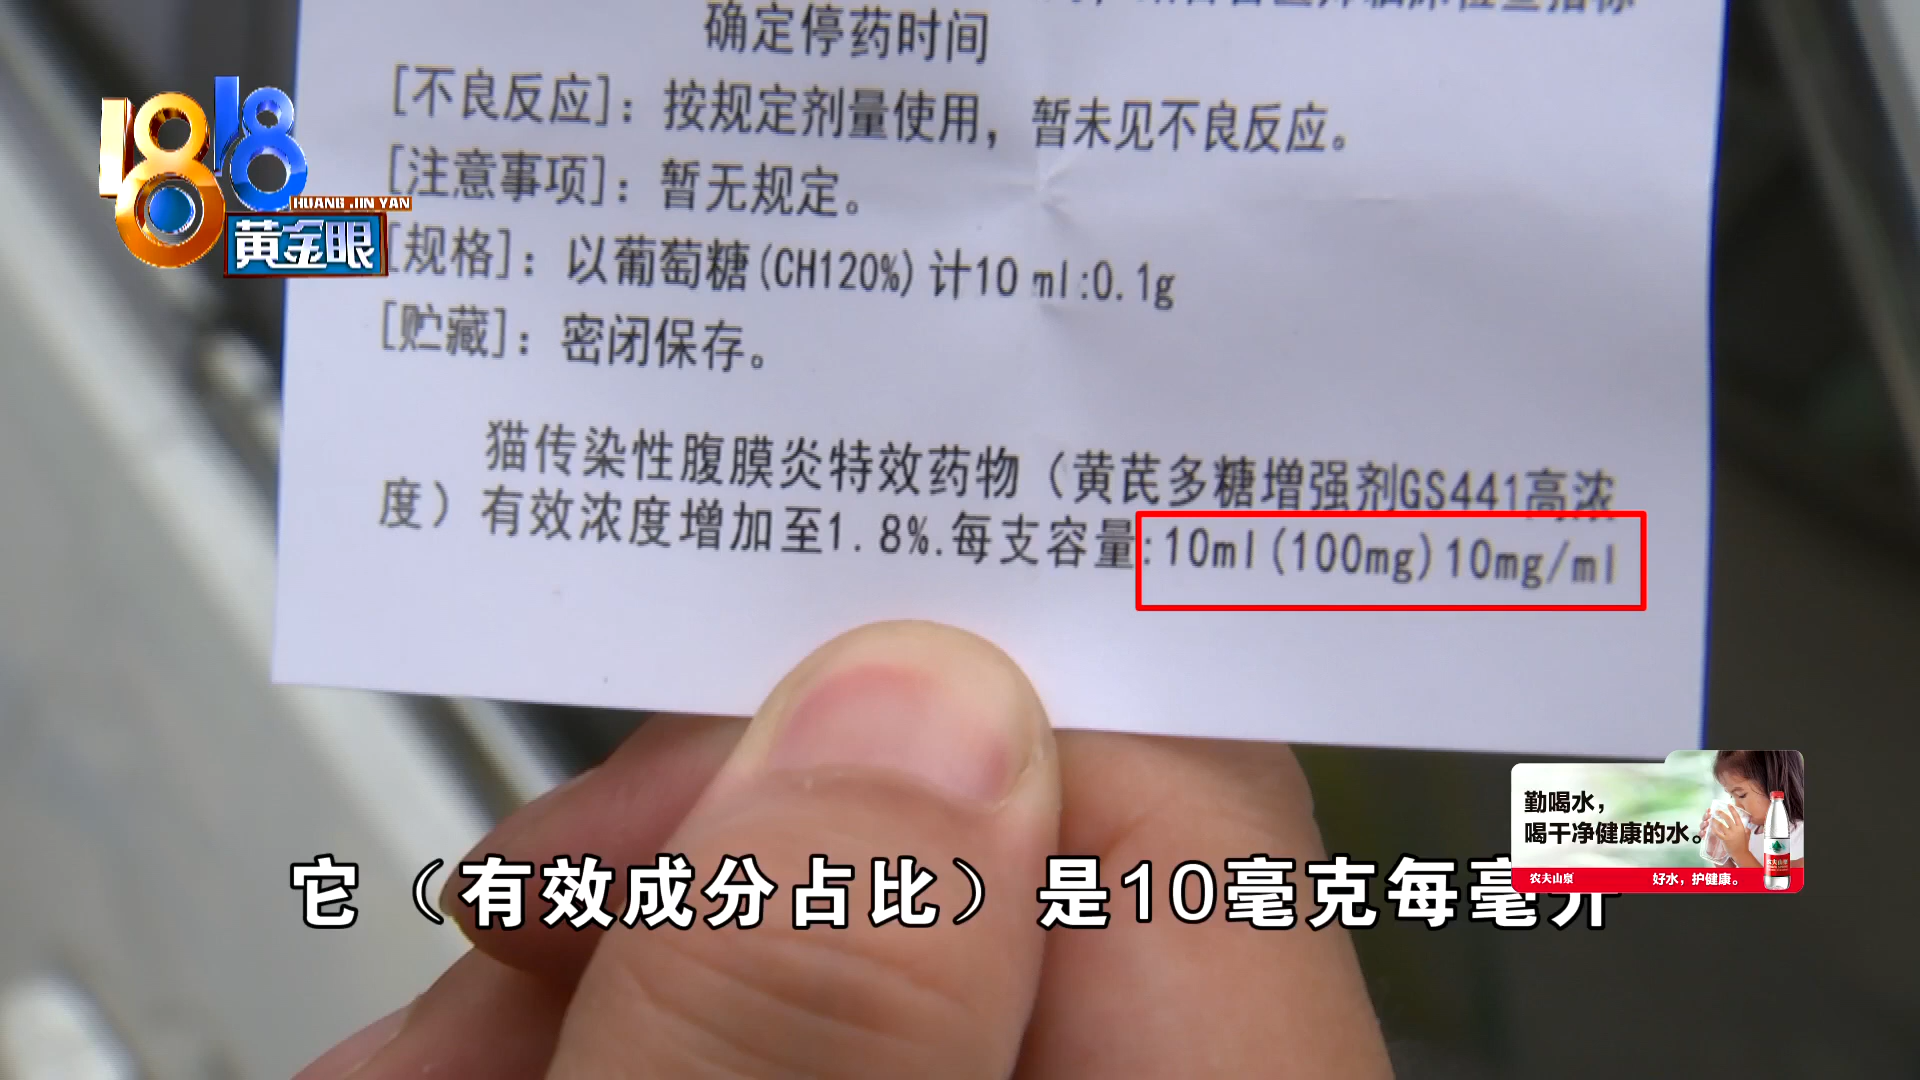 确定停药时间
[不良反应]：按规定剂量使用，暂未见不良反应。
[注意事项]：暂无规定。
[规格]：以葡萄糖(CH120%)计10 ml:0.1g
[贮藏]：密闭保存。
猫传染性腹膜炎特效药物（黄芪多糖增强剂GS441高浓
度）有效浓度增加至1.8%.每支容量:10ml(100mg)10mg/ml
1818
HUANG JIN YAN
黄金眼
勤喝水，
喝干净健康的水。
农夫山泉
好水，护健康。
它（有效成分占比）是10毫克每毫升